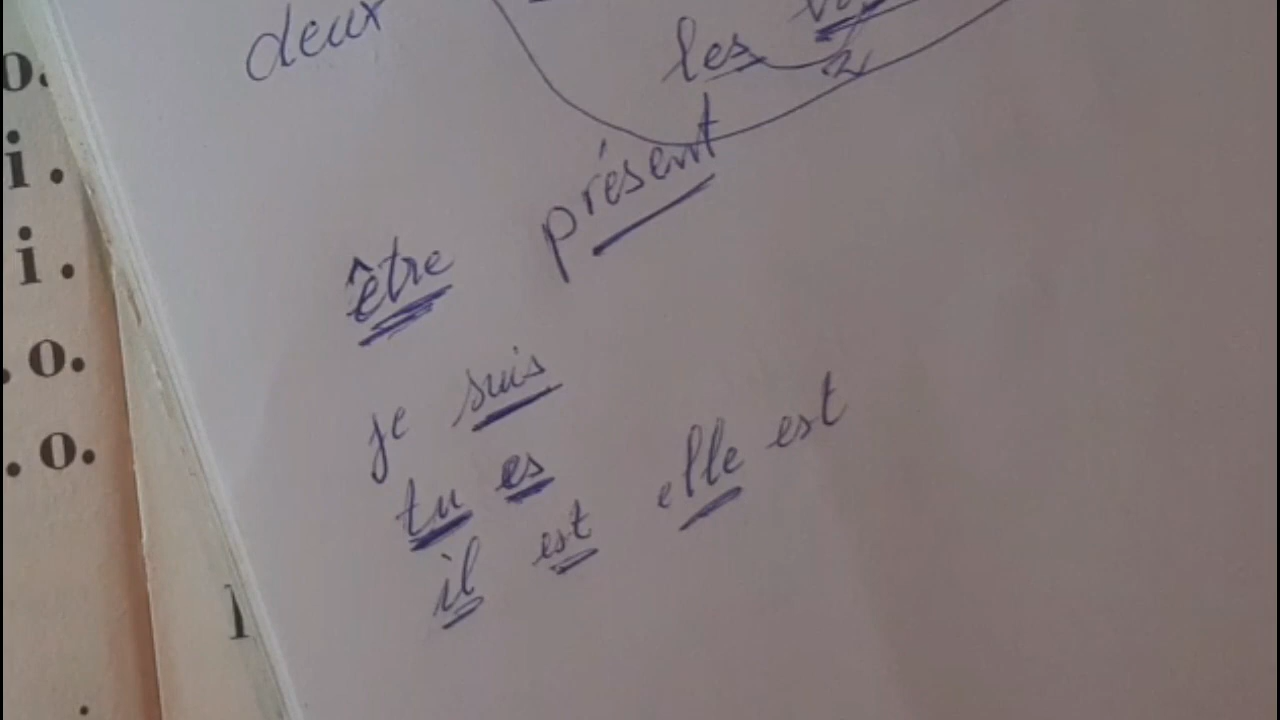 deux
les
être présent
je suis
tu es
il est elle est
o.
i.
i.
. o.
. o.